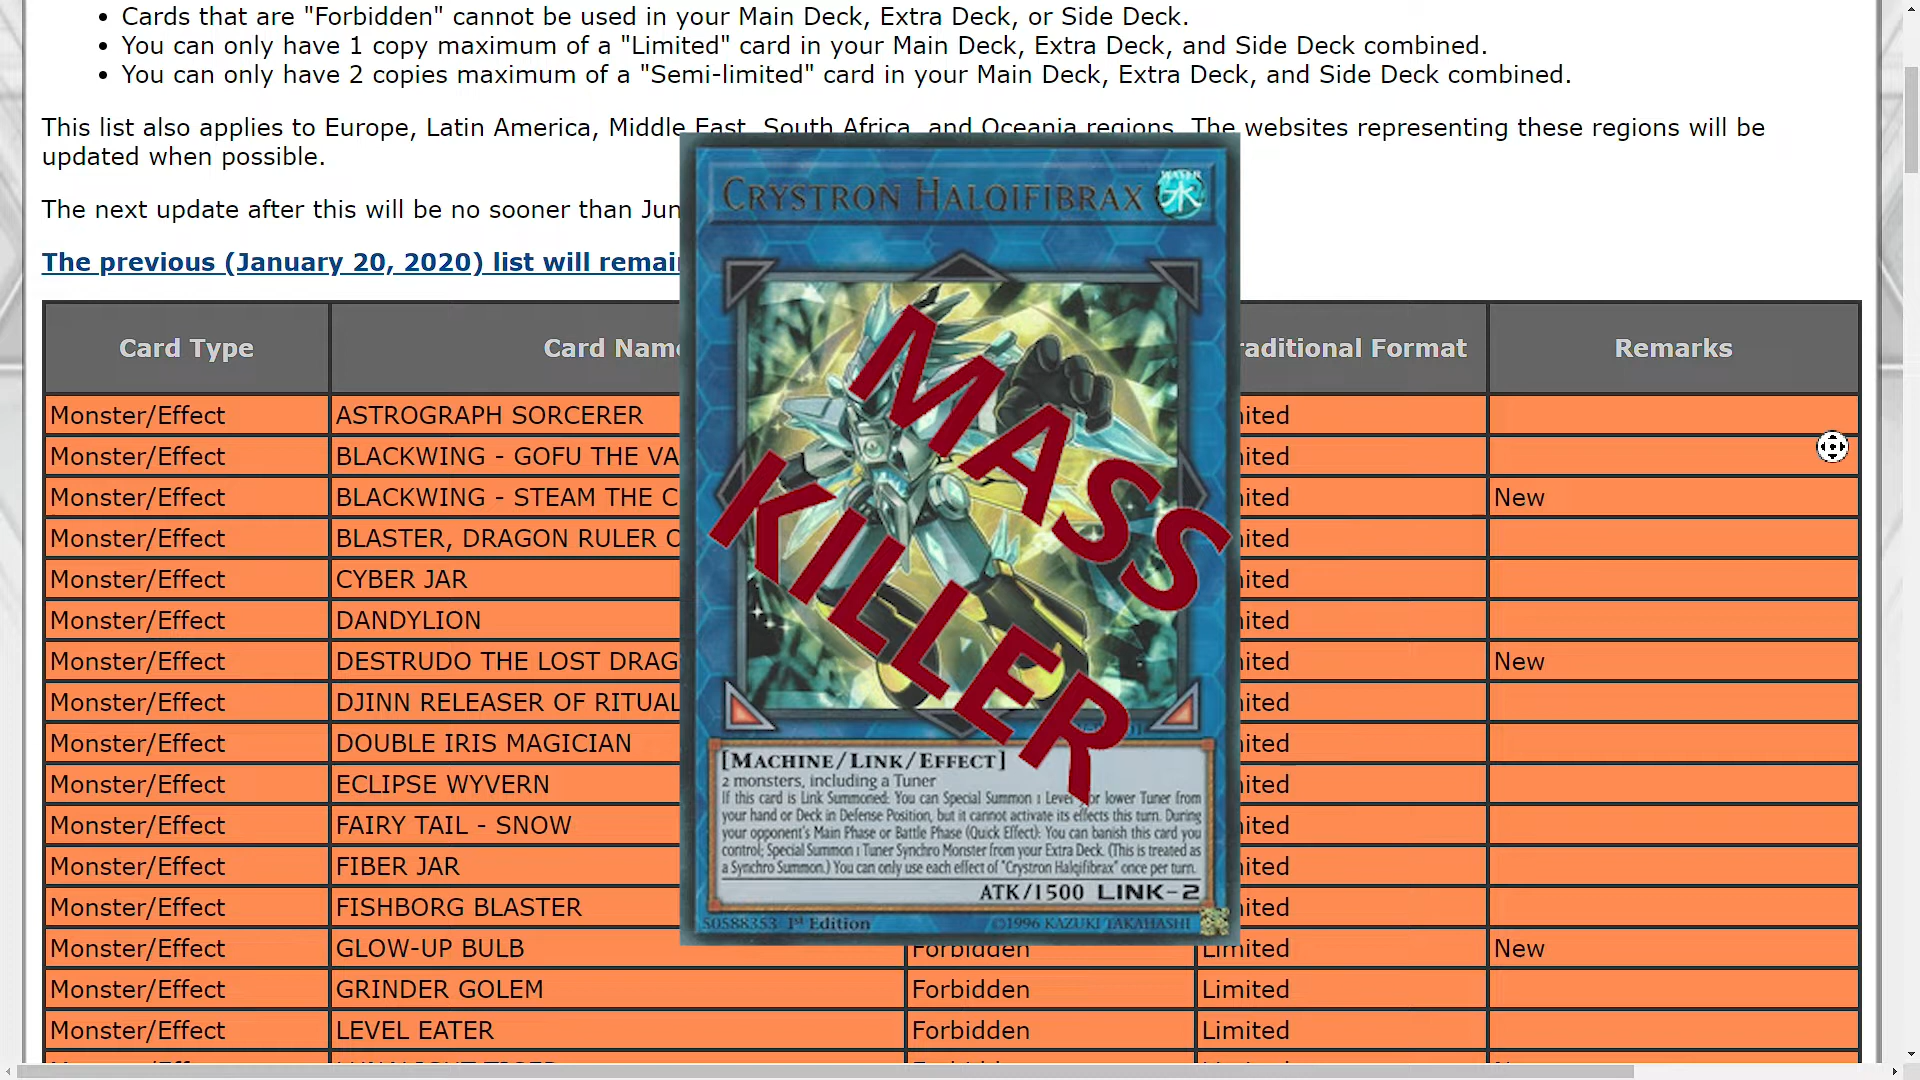 Cards that are "Forbidden" cannot be used in your Main Deck, Extra Deck, or Side Deck.
You can only have 1 copy maximum of a "Limited" card in your Main Deck, Extra Deck, and Side Deck combined.
You can only have 2 copies maximum of a "Semi-limited" card in your Main Deck, Extra Deck, and Side Deck combined.
This list also applies to Europe, Latin America, Middle East, South Africa, and Oceania regions. The websites representing these regions will be
updated when possible.
The next update after this will be no sooner than Jun
The previous (January 20, 2020) list will remai
Card Type Card Name raditional Format Remarks
Monster/Effect ASTROGRAPH SORCERER ited
Monster/Effect BLACKWING - GOFU THE VA ited
Monster/Effect BLACKWING - STEAM THE C ited New
Monster/Effect BLASTER, DRAGON RULER O ited
Monster/Effect CYBER JAR ited
Monster/Effect DANDYLION ited
Monster/Effect DESTRUDO THE LOST DRAG ited New
Monster/Effect DJINN RELEASER OF RITUAL ited
Monster/Effect DOUBLE IRIS MAGICIAN ited
Monster/Effect ECLIPSE WYVERN ited
Monster/Effect FAIRY TAIL - SNOW ited
Monster/Effect FIBER JAR ited
Monster/Effect FISHBORG BLASTER ited
Monster/Effect GLOW-UP BULB Forbidden Limited New
Monster/Effect GRINDER GOLEM Forbidden Limited
Monster/Effect LEVEL EATER Forbidden Limited
CRYSTRON HALQIFIBRAX
WATER
水
MASS
KILLER
[MACHINE/LINK/EFFECT]
2 monsters, including a Tuner
If this card is Link Summoned: You can Special Summon 1 Level or lower Tuner from
your hand or Deck in Defense Position, but it cannot activate its effects this turn. During
your opponent's Main Phase or Battle Phase (Quick Effect): You can banish this card you
control; Special Summon 1 Tuner Synchro Monster from your Extra Deck. (This is treated as
a Synchro Summon.) You can only use each effect of "Crystron Halqifibrax" once per turn.
ATK/1500 LINK-2
50588353 1st Edition ©1996 KAZUKI TAKAHASHI